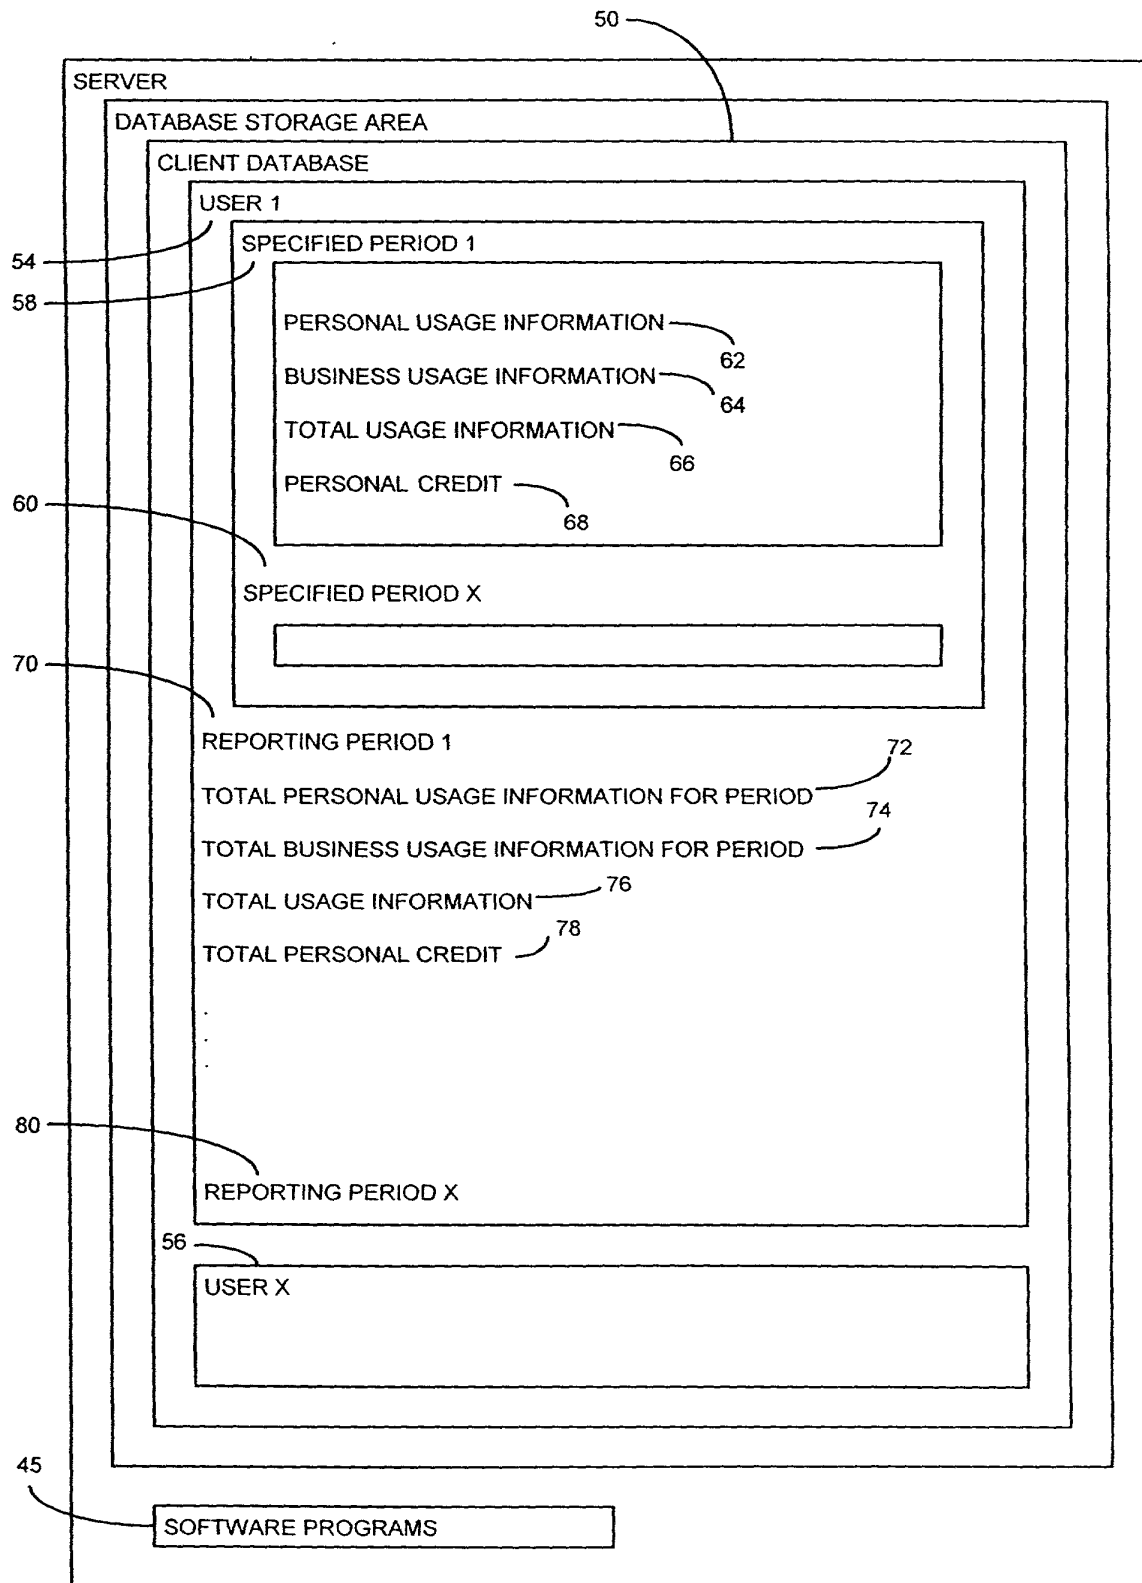 50
SERVER
DATABASE STORAGE AREA
CLIENT DATABASE
USER 1
SPECIFIED PERIOD 1
54
58
PERSONAL USAGE INFORMATION
62
BUSINESS USAGE INFORMATION
64
TOTAL USAGE INFORMATION
66
PERSONAL CREDIT
60
68
SPECIFIED PERIOD X
70
REPORTING PERIOD 1
72
TOTAL PERSONAL USAGE INFORMATION FOR PERIOD
74
TOTAL BUSINESS USAGE INFORMATION FOR PERIOD
76
TOTAL USAGE INFORMATION
78
TOTAL PERSONAL CREDIT
.
.
.
80
REPORTING PERIOD X
56
USER X
45
SOFTWARE PROGRAMS